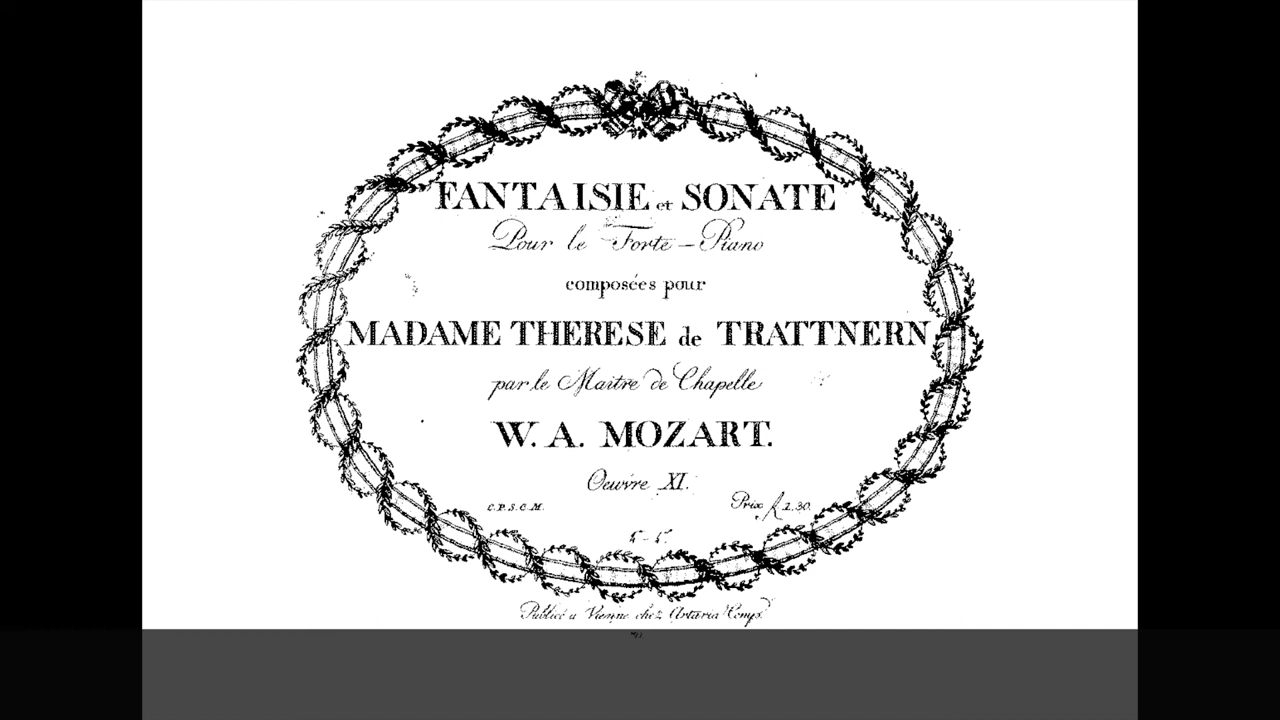 FANTAISIE et SONATE
Pour le Forte-Piano
composées pour
MADAME THERESE de TRATTNERN
par le Maitre de Chapelle
W. A. MOZART.
Oeuvre XI.
C.P.S.C.M.
Prix f 1.30.
Publiée a Vienne chez Artaria Comp.